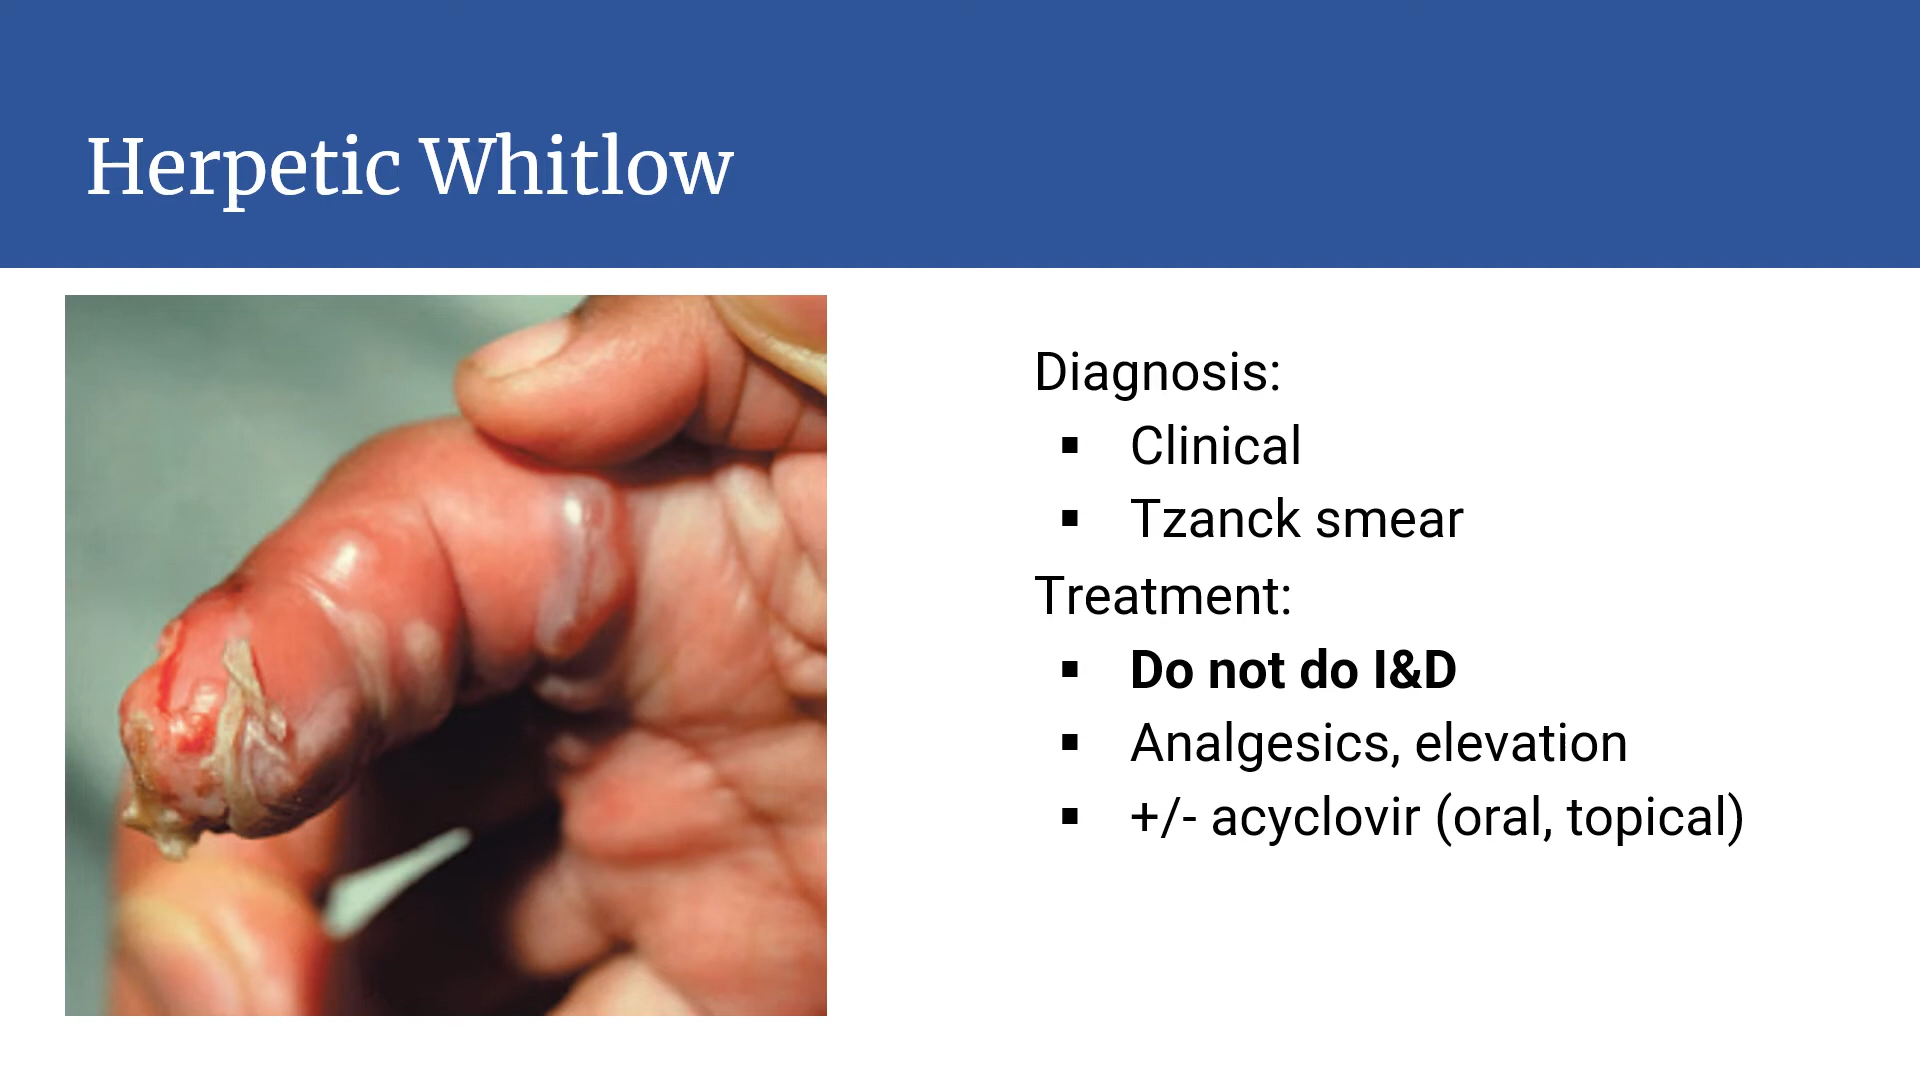 Herpetic Whitlow
Diagnosis:
▪ Clinical
▪ Tzanck smear
Treatment:
▪ Do not do I&D
▪ Analgesics, elevation
▪ +/- acyclovir (oral, topical)